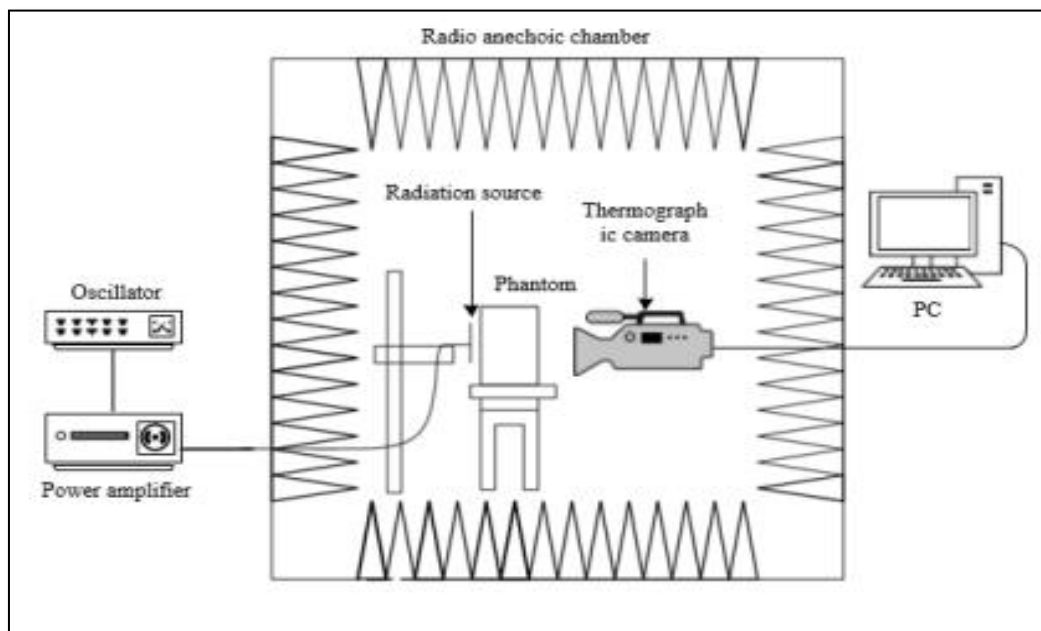 Radio anechoic chamber
Radiation source
Thermograph
ic camera
Phantom
Oscillator
PC
Power amplifier